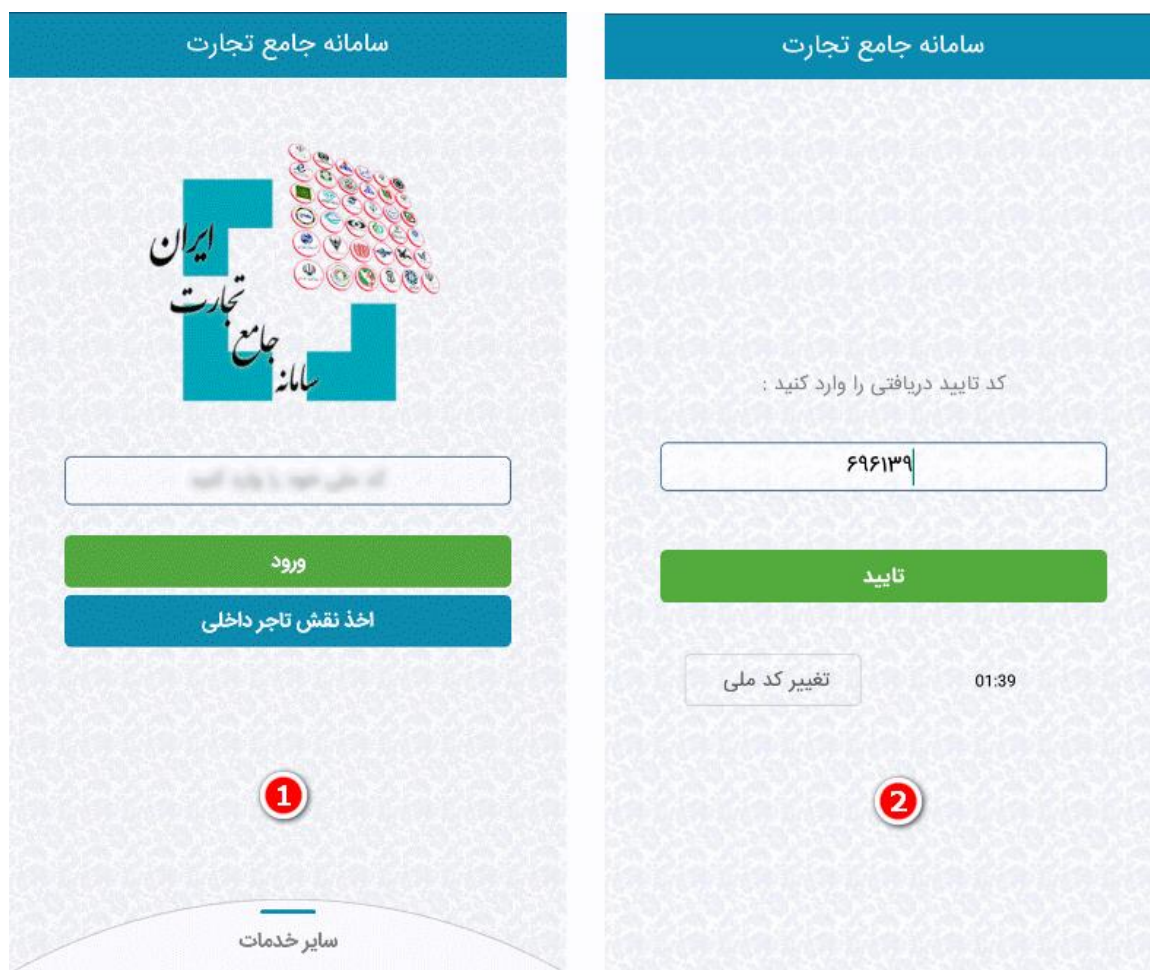 سامانه جامع تجارت
ایران
تجارت
جامع
سامانه
ورود
اخذ نقش تاجر داخلی
1
سایر خدمات
سامانه جامع تجارت
کد تایید دریافتی را وارد کنید :
۶۹۶۱۳۹
تایید
تغییر کد ملی
01:39
2